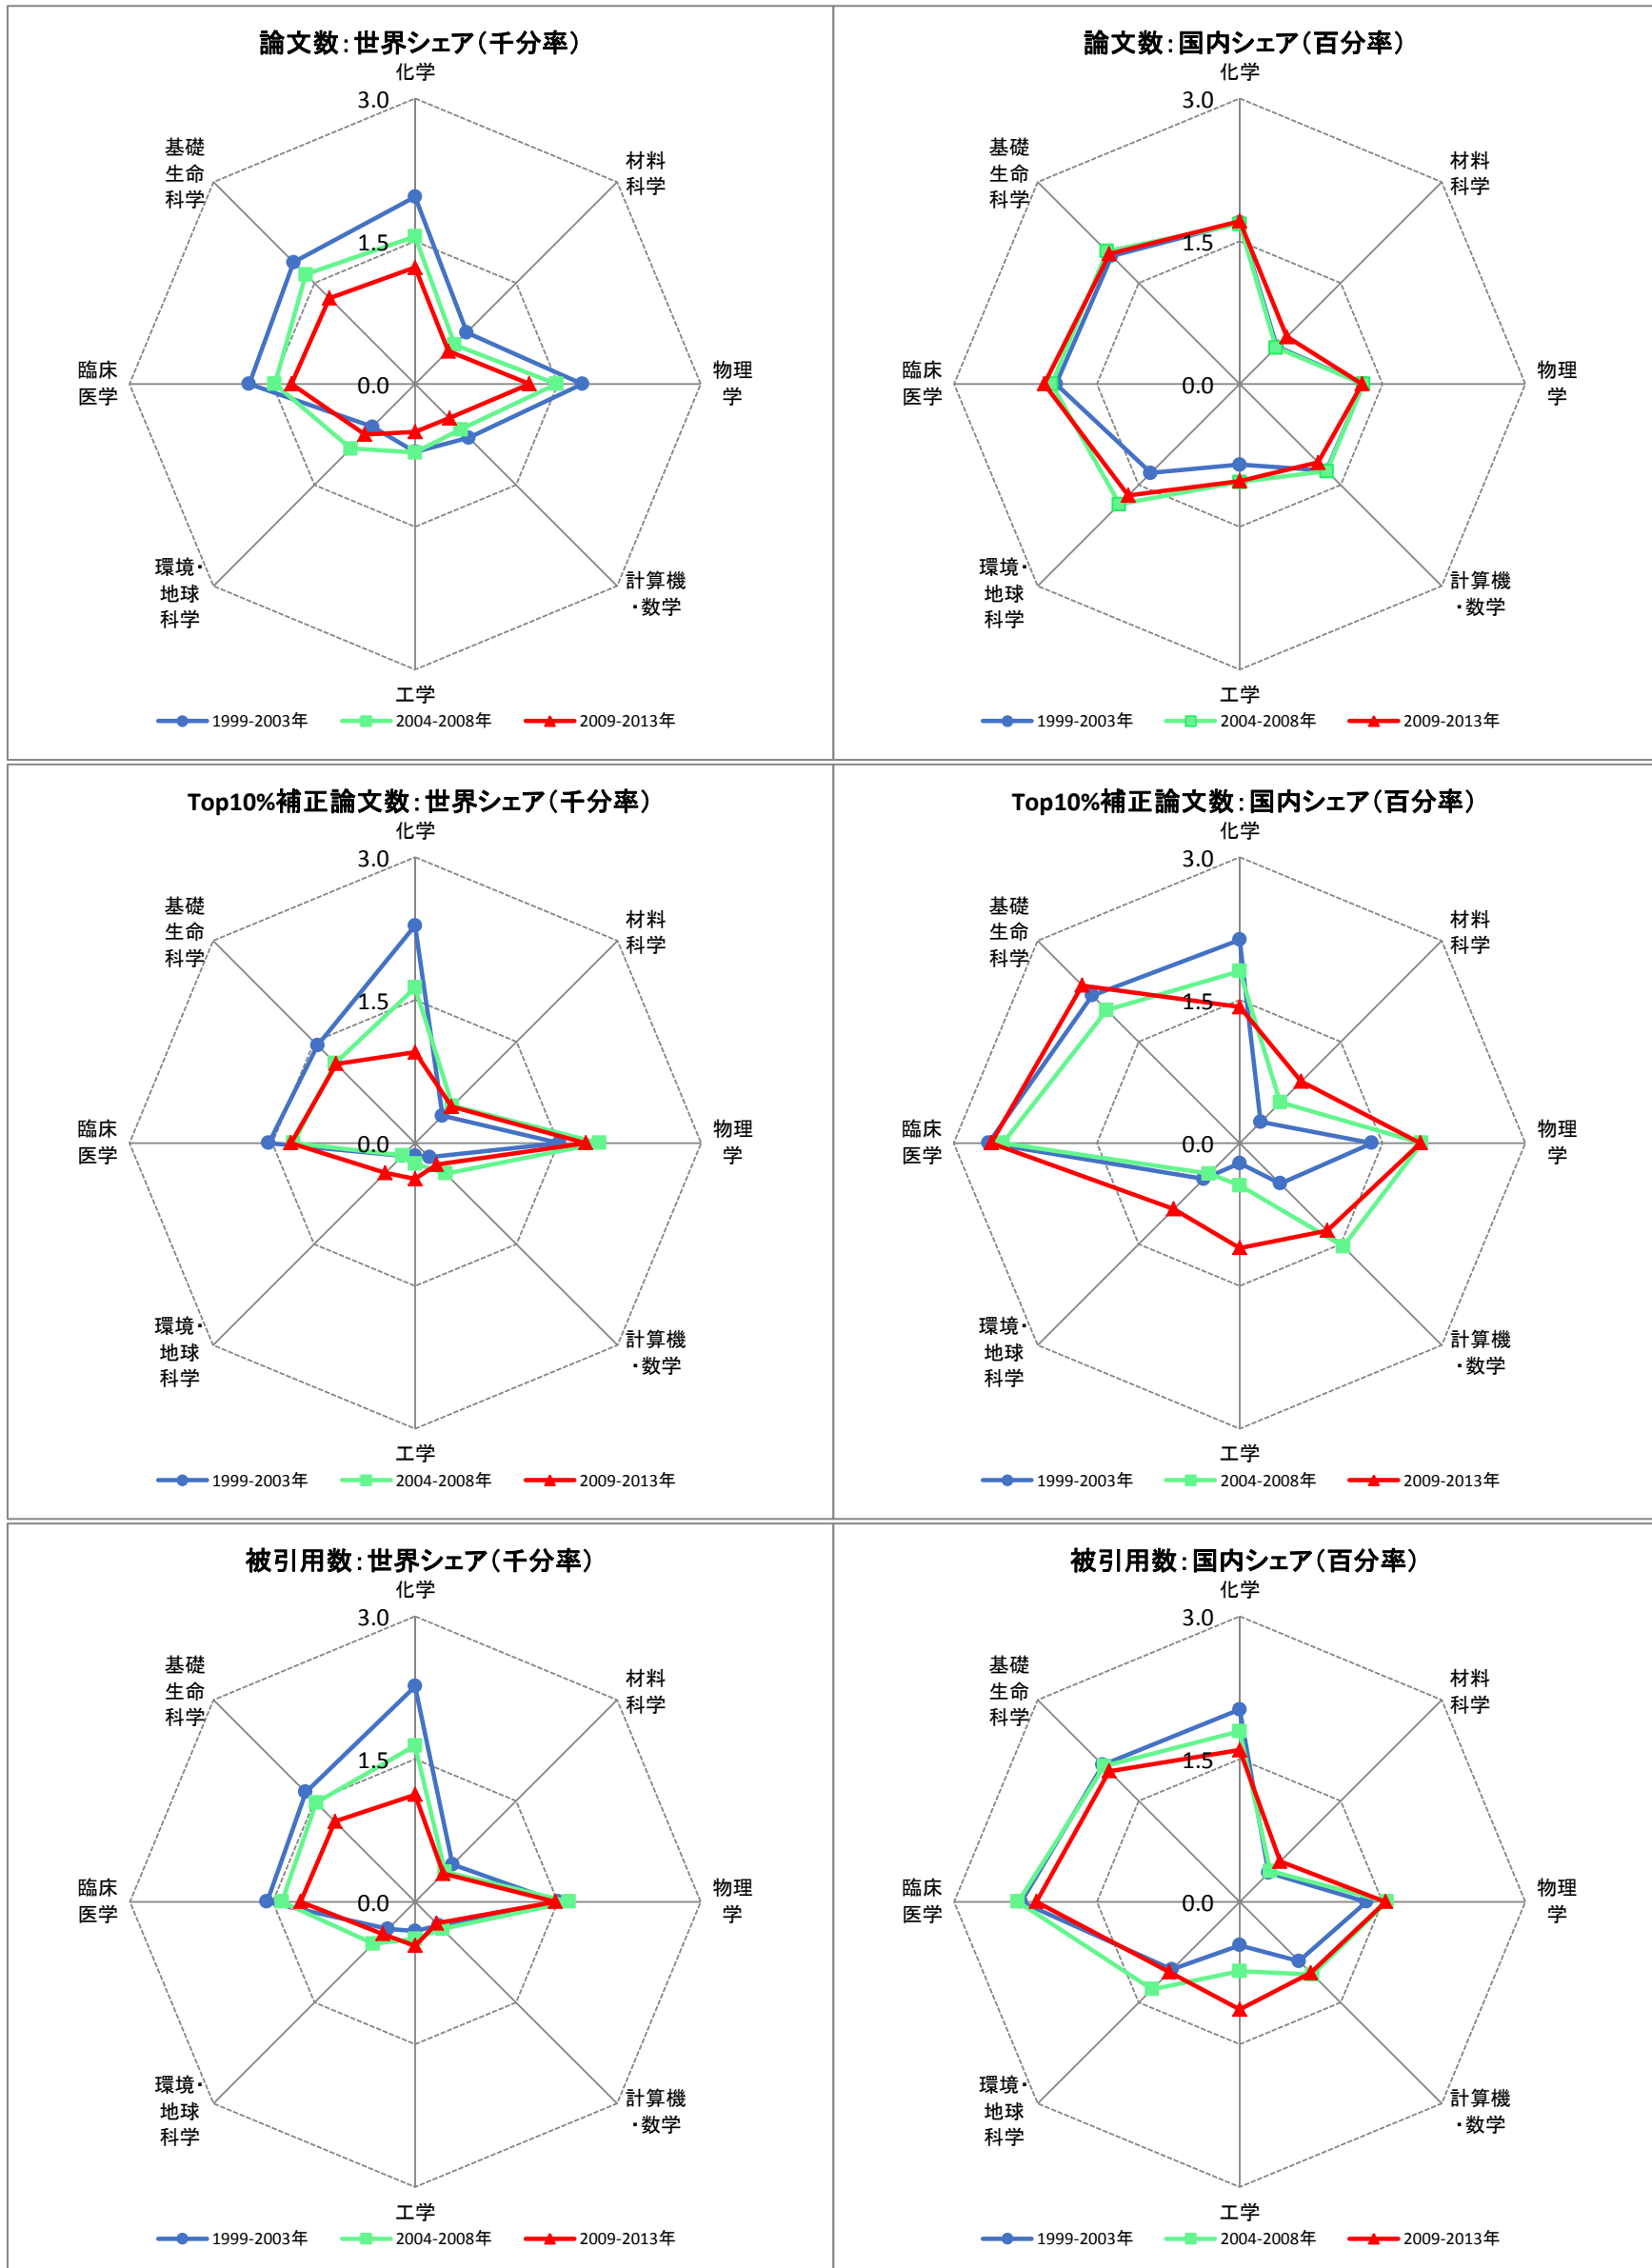 論文数：世界シェア（千分率）
化学
3.0
基礎
生命
科学
材料
科学
1.5
臨床
医学
0.0
物理
学
環境・
地球
科学
計算機
・数学
工学
1999-2003年 2004-2008年 2009-2013年
論文数：国内シェア（百分率）
化学
3.0
基礎
生命
科学
材料
科学
1.5
臨床
医学
0.0
物理
学
環境・
地球
科学
計算機
・数学
工学
1999-2003年 2004-2008年 2009-2013年
Top10%補正論文数：世界シェア（千分率）
化学
3.0
基礎
生命
科学
材料
科学
1.5
臨床
医学
0.0
物理
学
環境・
地球
科学
計算機
・数学
工学
1999-2003年 2004-2008年 2009-2013年
Top10%補正論文数：国内シェア（百分率）
化学
3.0
基礎
生命
科学
材料
科学
1.5
臨床
医学
0.0
物理
学
環境・
地球
科学
計算機
・数学
工学
1999-2003年 2004-2008年 2009-2013年
被引用数：世界シェア（千分率）
化学
3.0
基礎
生命
科学
材料
科学
1.5
臨床
医学
0.0
物理
学
環境・
地球
科学
計算機
・数学
工学
1999-2003年 2004-2008年 2009-2013年
被引用数：国内シェア（百分率）
化学
3.0
基礎
生命
科学
材料
科学
1.5
臨床
医学
0.0
物理
学
環境・
地球
科学
計算機
・数学
工学
1999-2003年 2004-2008年 2009-2013年